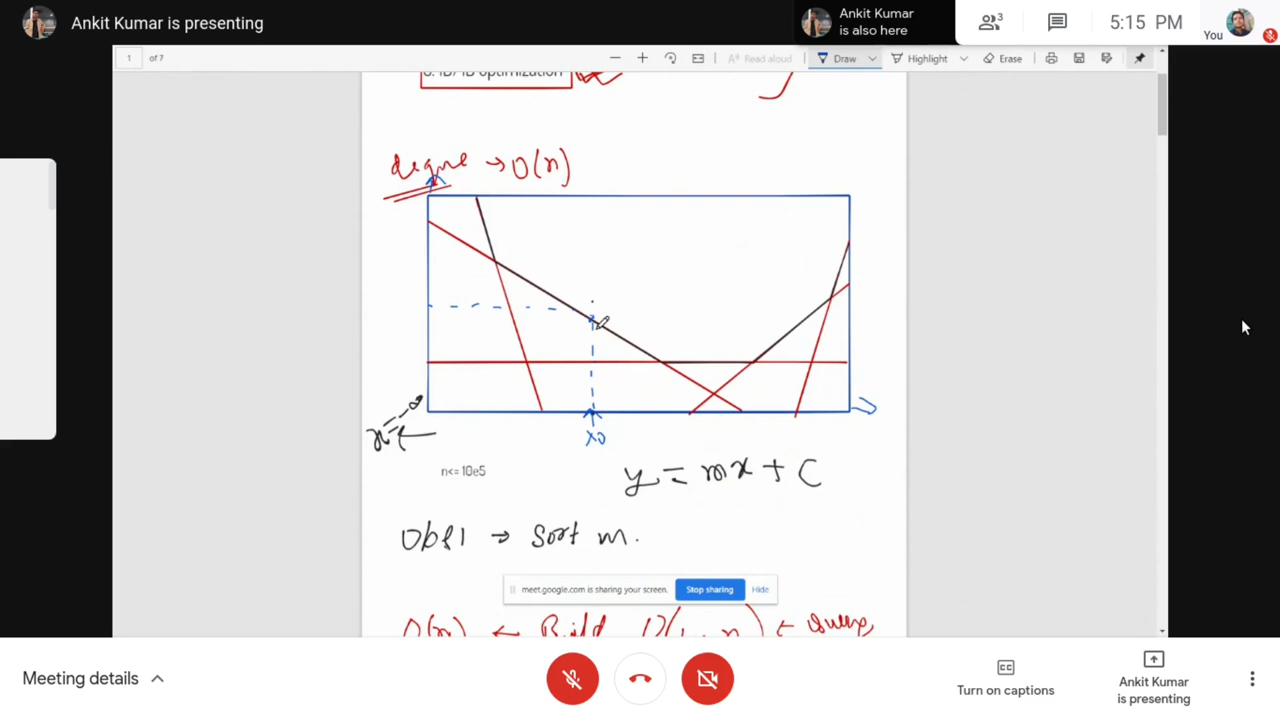 Ankit Kumar is presenting
Ankit Kumar
is also here
3
5:15 PM
You
1 of 7
Read aloud
Draw
Highlight
Erase
optimization
degree → O(n)
x0
n<= 10e5
y = mx + C
Obs1 → Sort m.
meet.google.com is sharing your screen.
Stop sharing
Hide
O(n) ← Build
Meeting details
Turn on captions
Ankit Kumar
is presenting